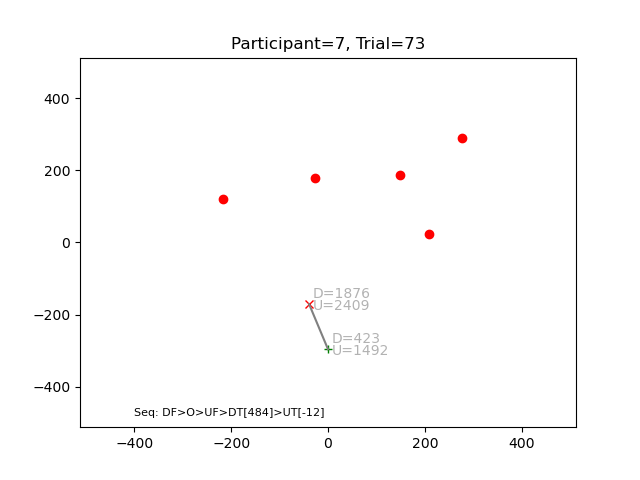 Participant=7, Trial=73
400
200
0
−200
−400
D=1876
U=2409
D=423
U=1492
Seq: DF>O>UF>DT[484]>UT[-12]
−400
−200
0
200
400